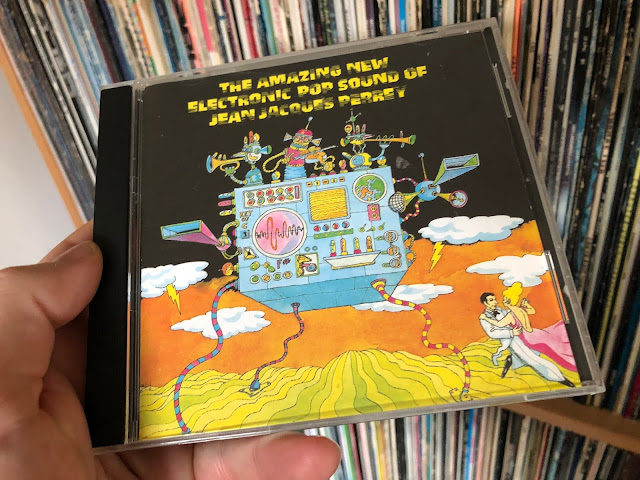 THE AMAZING NEW
ELECTRONIC POP SOUND OF
JEAN JACQUES PERREY